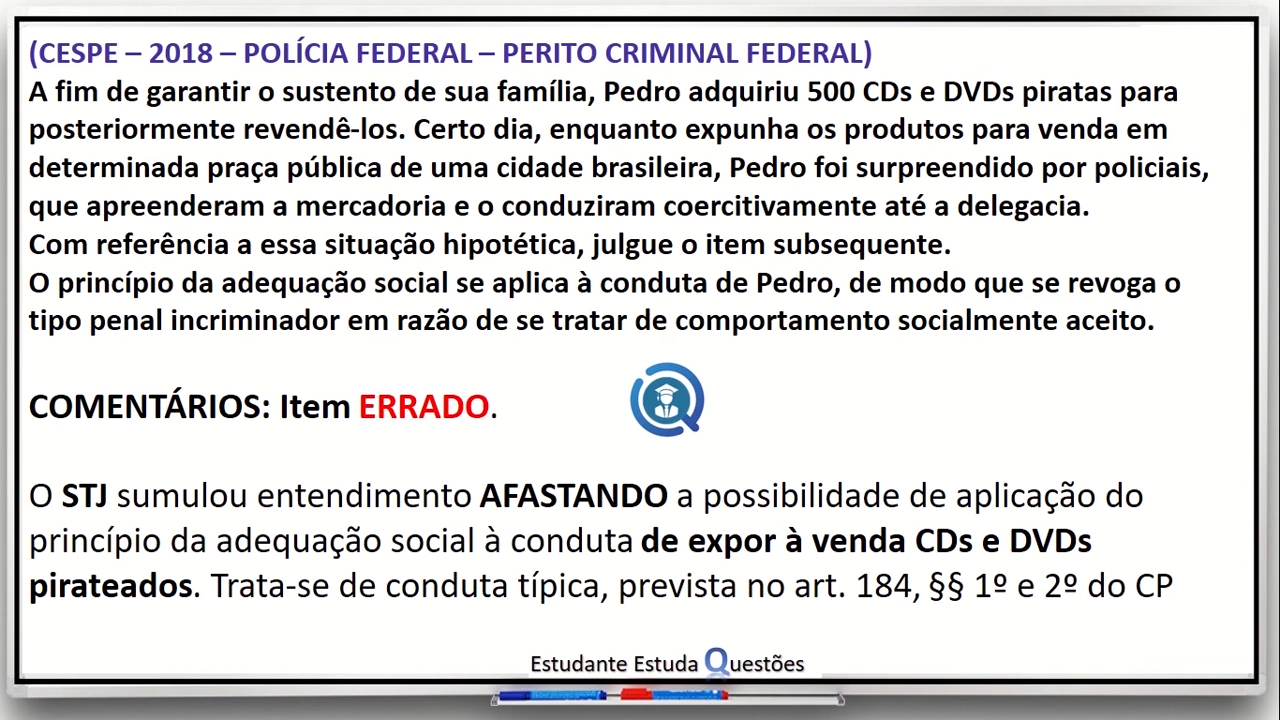 (CESPE – 2018 – POLÍCIA FEDERAL – PERITO CRIMINAL FEDERAL)
A fim de garantir o sustento de sua família, Pedro adquiriu 500 CDs e DVDs piratas para
posteriormente revendê-los. Certo dia, enquanto expunha os produtos para venda em
determinada praça pública de uma cidade brasileira, Pedro foi surpreendido por policiais,
que apreenderam a mercadoria e o conduziram coercitivamente até a delegacia.
Com referência a essa situação hipotética, julgue o item subsequente.
O princípio da adequação social se aplica à conduta de Pedro, de modo que se revoga o
tipo penal incriminador em razão de se tratar de comportamento socialmente aceito.
COMENTÁRIOS: Item ERRADO.
O STJ sumulou entendimento AFASTANDO a possibilidade de aplicação do
princípio da adequação social à conduta de expor à venda CDs e DVDs
pirateados. Trata-se de conduta típica, prevista no art. 184, §§ 1º e 2º do CP
Estudante Estuda Questões